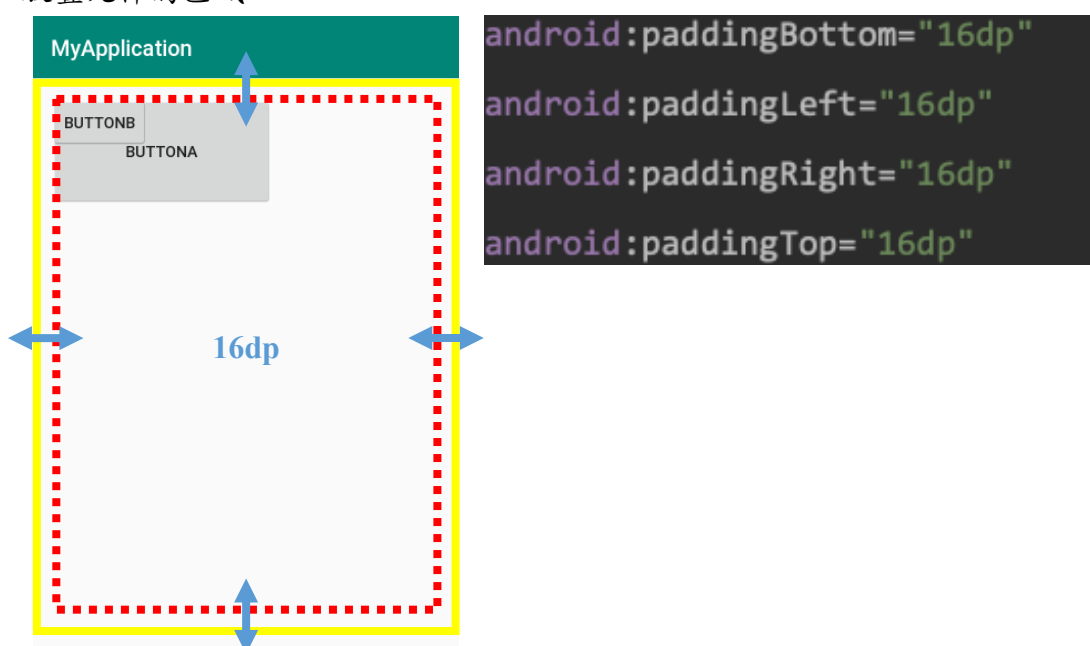 MyApplication
BUTTONB
BUTTONA
16dp
android:paddingBottom="16dp"
android:paddingLeft="16dp"
android:paddingRight="16dp"
android:paddingTop="16dp"